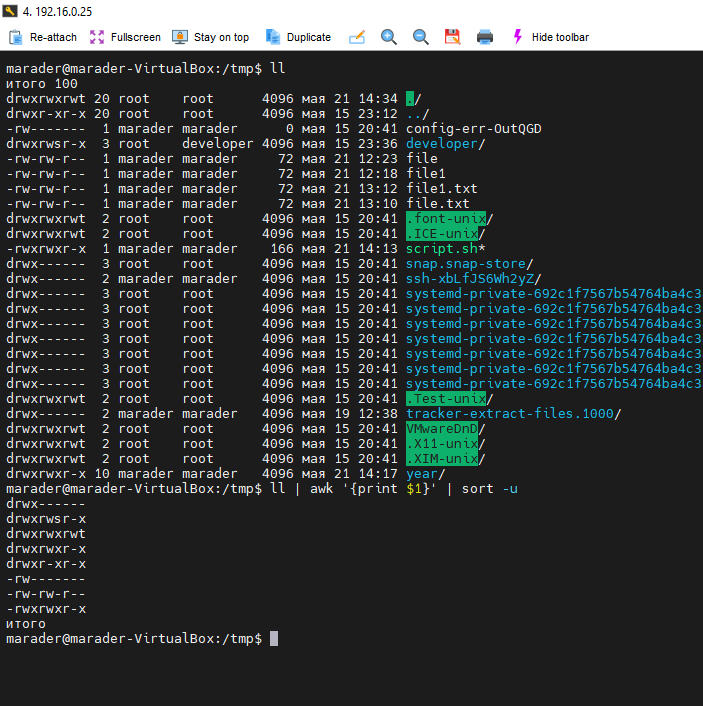 4. 192.16.0.25
Re-attach Fullscreen Stay on top Duplicate Hide toolbar
marader@marader-VirtualBox:/tmp$ ll
итого 100
drwxrwxrwt 20 root    root      4096 мая 21 14:34 ./
drwxr-xr-x 20 root    root      4096 мая 15 23:12 ../
-rw-------  1 marader marader      0 мая 15 20:41 config-err-OutQGD
drwxrwsr-x  3 root    developer 4096 мая 15 23:36 developer/
-rw-rw-r--  1 marader marader     72 мая 21 12:23 file
-rw-rw-r--  1 marader marader     72 мая 21 12:18 file1
-rw-rw-r--  1 marader marader     72 мая 21 13:12 file1.txt
-rw-rw-r--  1 marader marader     72 мая 21 13:10 file.txt
drwxrwxrwt  2 root    root      4096 мая 15 20:41 .font-unix/
drwxrwxrwt  2 root    root      4096 мая 15 20:41 .ICE-unix/
-rwxrwxr-x  1 marader marader    166 мая 21 14:13 script.sh*
drwx------  3 root    root      4096 мая 15 20:41 snap.snap-store/
drwx------  2 marader marader   4096 мая 15 20:41 ssh-xbLfJS6Wh2yZ/
drwx------  3 root    root      4096 мая 15 20:41 systemd-private-692c1f7567b54764ba4c3
drwx------  3 root    root      4096 мая 15 20:41 systemd-private-692c1f7567b54764ba4c3
drwx------  3 root    root      4096 мая 15 20:41 systemd-private-692c1f7567b54764ba4c3
drwx------  3 root    root      4096 мая 15 20:41 systemd-private-692c1f7567b54764ba4c3
drwx------  3 root    root      4096 мая 15 20:41 systemd-private-692c1f7567b54764ba4c3
drwx------  3 root    root      4096 мая 15 20:41 systemd-private-692c1f7567b54764ba4c3
drwx------  3 root    root      4096 мая 15 20:41 systemd-private-692c1f7567b54764ba4c3
drwxrwxrwt  2 root    root      4096 мая 15 20:41 .Test-unix/
drwx------  2 marader marader   4096 мая 19 12:38 tracker-extract-files.1000/
drwxrwxrwt  2 root    root      4096 мая 15 20:41 VMwareDnD/
drwxrwxrwt  2 root    root      4096 мая 15 20:41 .X11-unix/
drwxrwxrwt  2 root    root      4096 мая 15 20:41 .XIM-unix/
drwxrwxr-x 10 marader marader   4096 мая 21 14:17 year/
marader@marader-VirtualBox:/tmp$ ll | awk '{print $1}' | sort -u
drwx------
drwxrwsr-x
drwxrwxrwt
drwxrwxr-x
drwxr-xr-x
-rw-------
-rw-rw-r--
-rwxrwxr-x
итого
marader@marader-VirtualBox:/tmp$